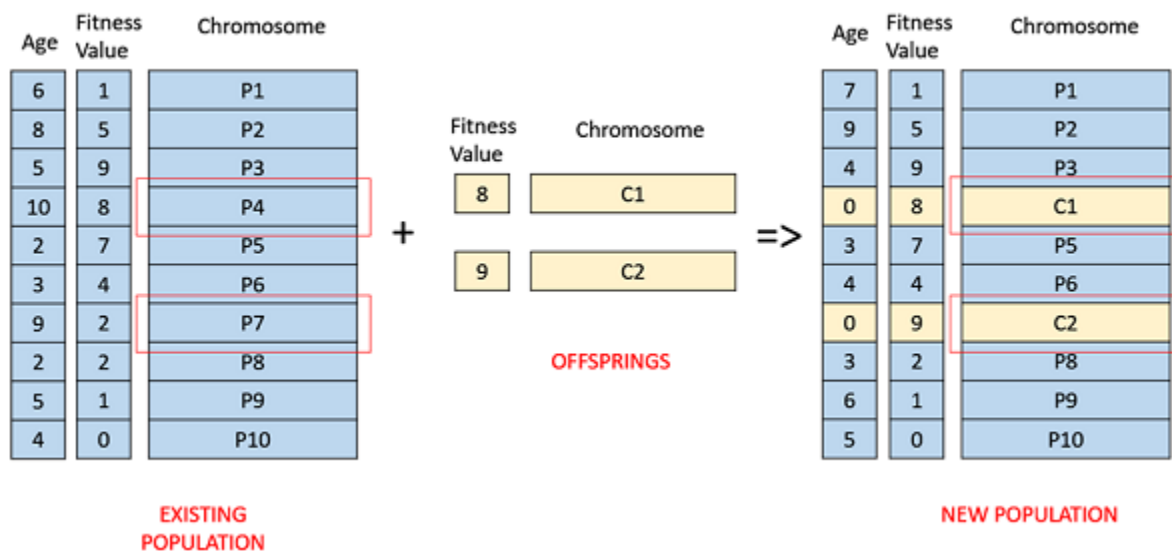 Age Fitness Value Chromosome
6 1 P1
8 5 P2
5 9 P3
10 8 P4
2 7 P5
3 4 P6
9 2 P7
2 2 P8
5 1 P9
4 0 P10
EXISTING
POPULATION
+
Fitness Value Chromosome
8 C1
9 C2
OFFSPRINGS
=>
Age Fitness Value Chromosome
7 1 P1
9 5 P2
4 9 P3
0 8 C1
3 7 P5
4 4 P6
0 9 C2
3 2 P8
6 1 P9
5 0 P10
NEW POPULATION